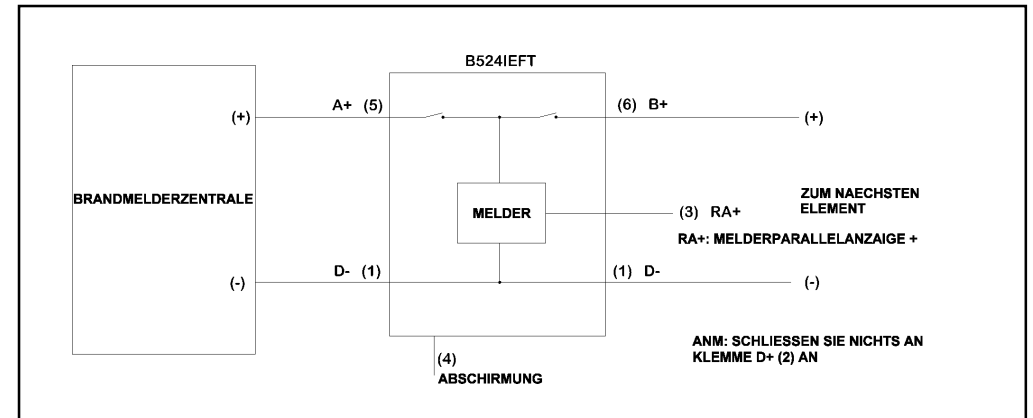 B524IEFT
A+ (5)
(6) B+
(+)
(+)
BRANDMELDERZENTRALE
MELDER
(3) RA+
ZUM NAECHSTEN
ELEMENT
RA+: MELDERPARALLELANZAIGE +
D- (1)
(1) D-
(-)
(-)
(4)
ABSCHIRMUNG
ANM: SCHLIESSEN SIE NICHTS AN
KLEMME D+ (2) AN